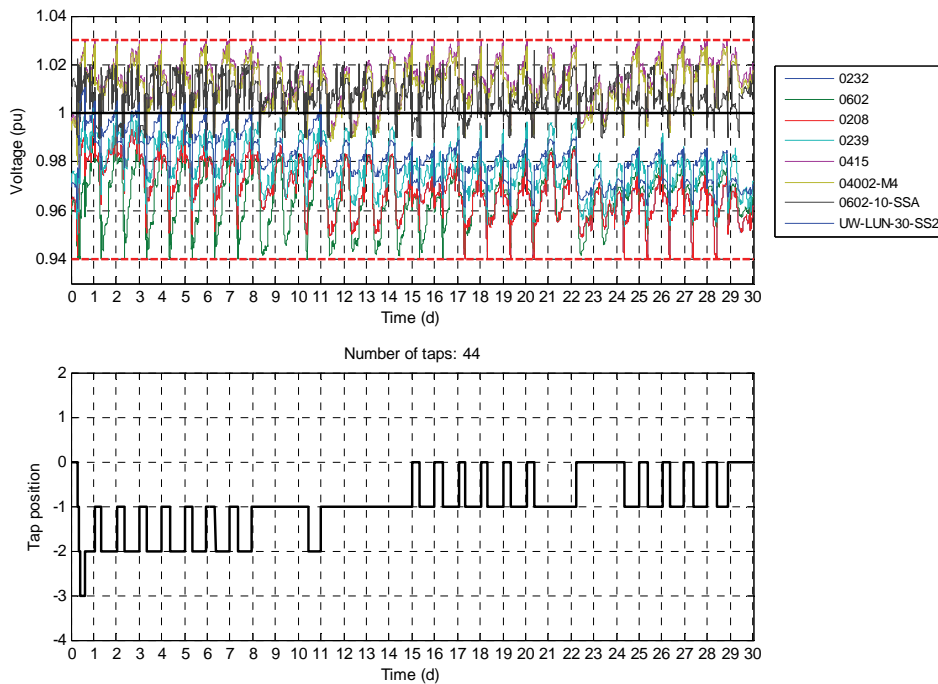 1.04
1.02
1
0.98
0.96
0.94
Voltage (pu)
0 1 2 3 4 5 6 7 8 9 10 11 12 13 14 15 16 17 18 19 20 21 22 23 24 25 26 27 28 29 30
Time (d)
0232
0602
0208
0239
0415
04002-M4
0602-10-SSA
UW-LUN-30-SS2
Number of taps: 44
2
1
0
-1
-2
-3
-4
Tap position
0 1 2 3 4 5 6 7 8 9 10 11 12 13 14 15 16 17 18 19 20 21 22 23 24 25 26 27 28 29 30
Time (d)